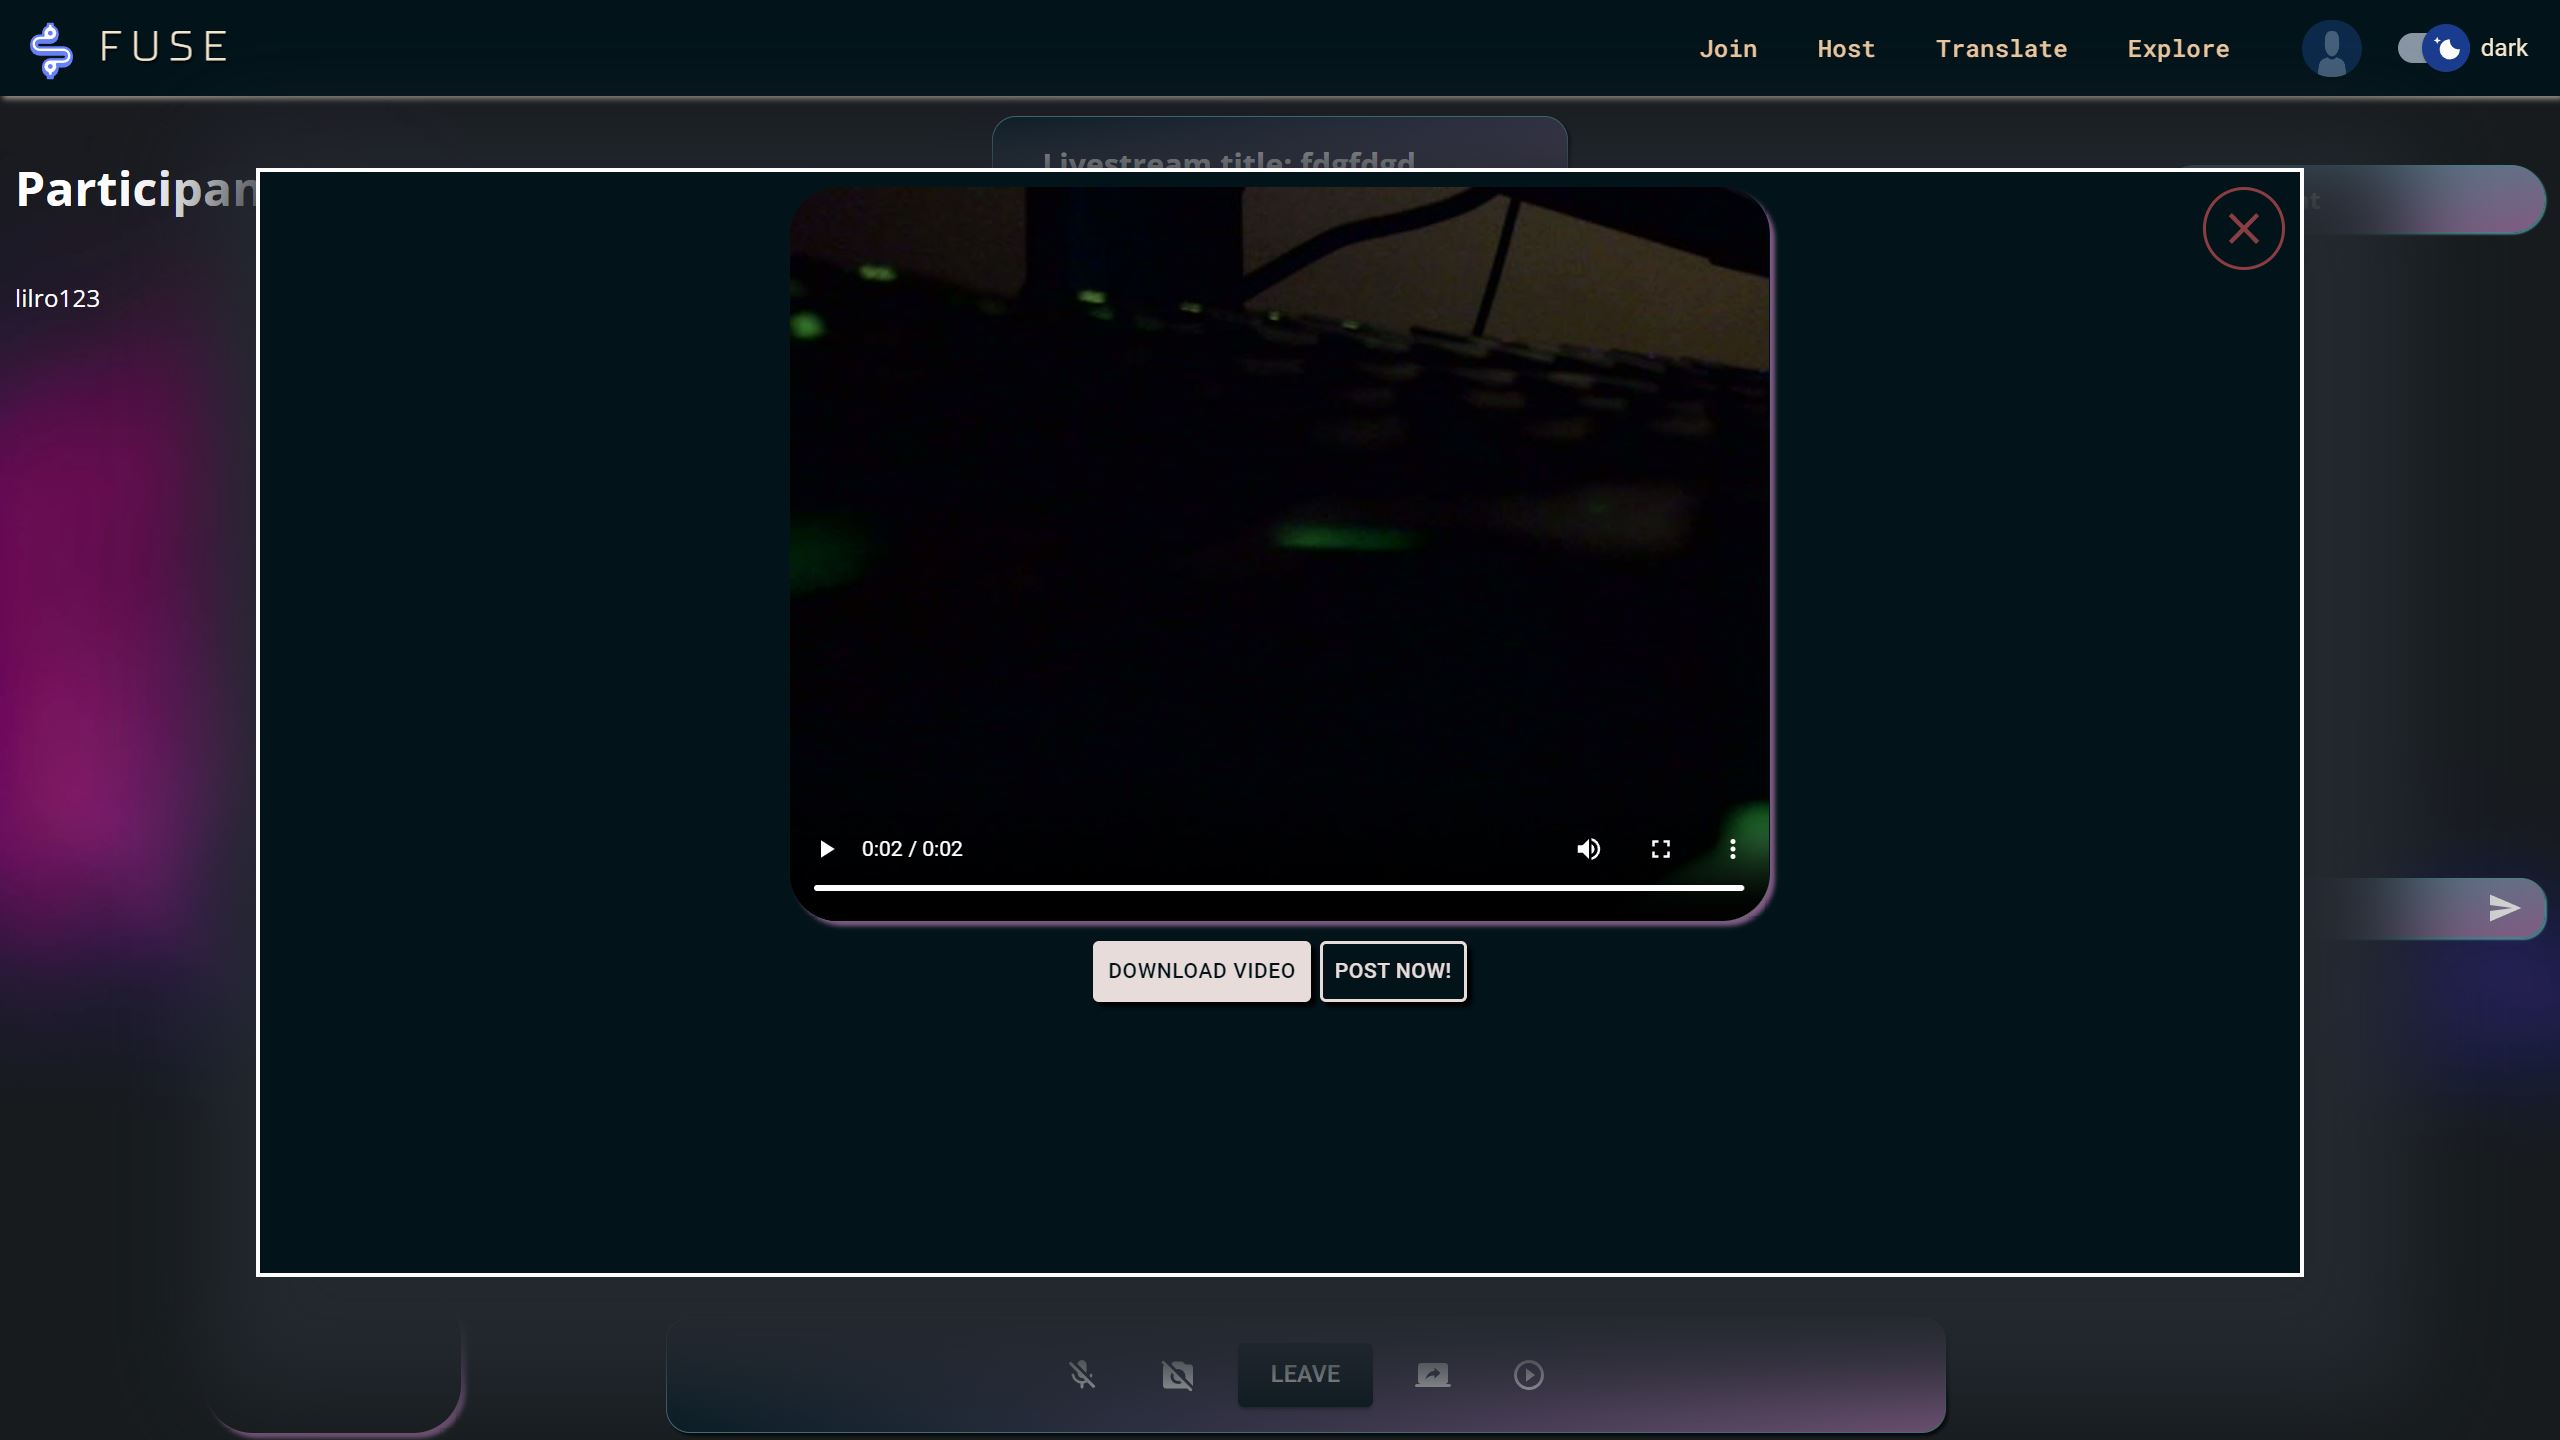 FUSE
Join
Host
Translate
Explore
dark
Livestream title: fdgfdgd
Participan
lilro123
0:02 / 0:02
DOWNLOAD VIDEO
POST NOW!
LEAVE